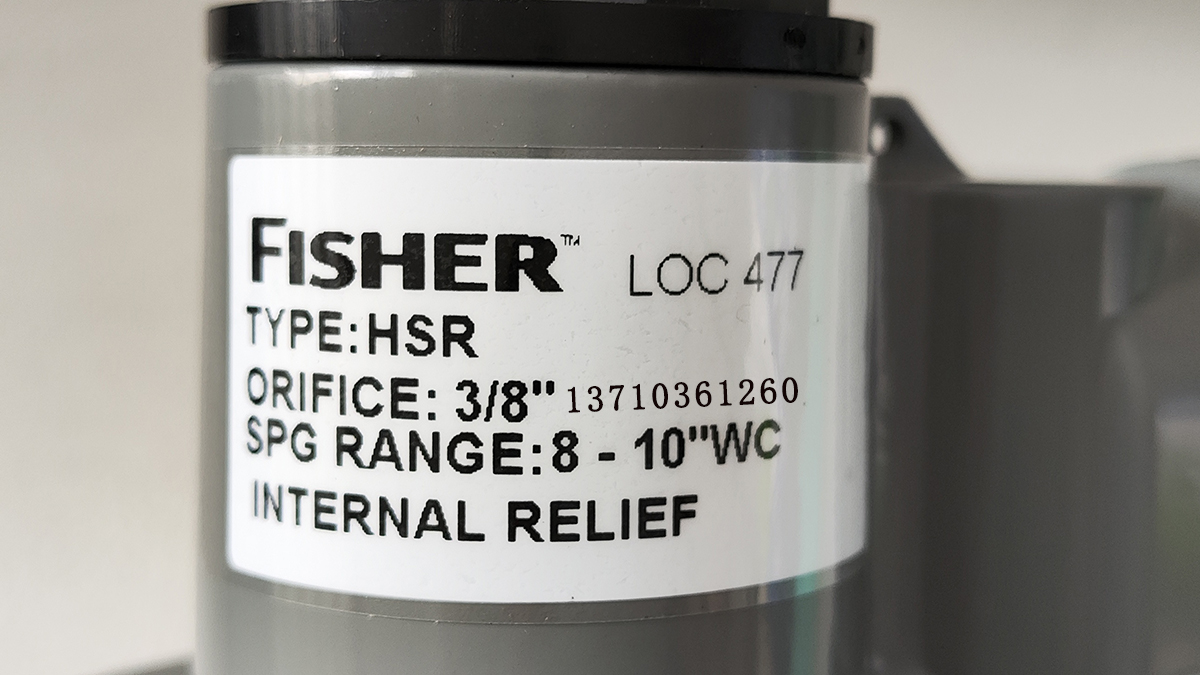 FISHER™ LOC 477
TYPE:HSR
ORIFICE: 3/8" 13710361260
SPG RANGE:8 - 10"WC
INTERNAL RELIEF